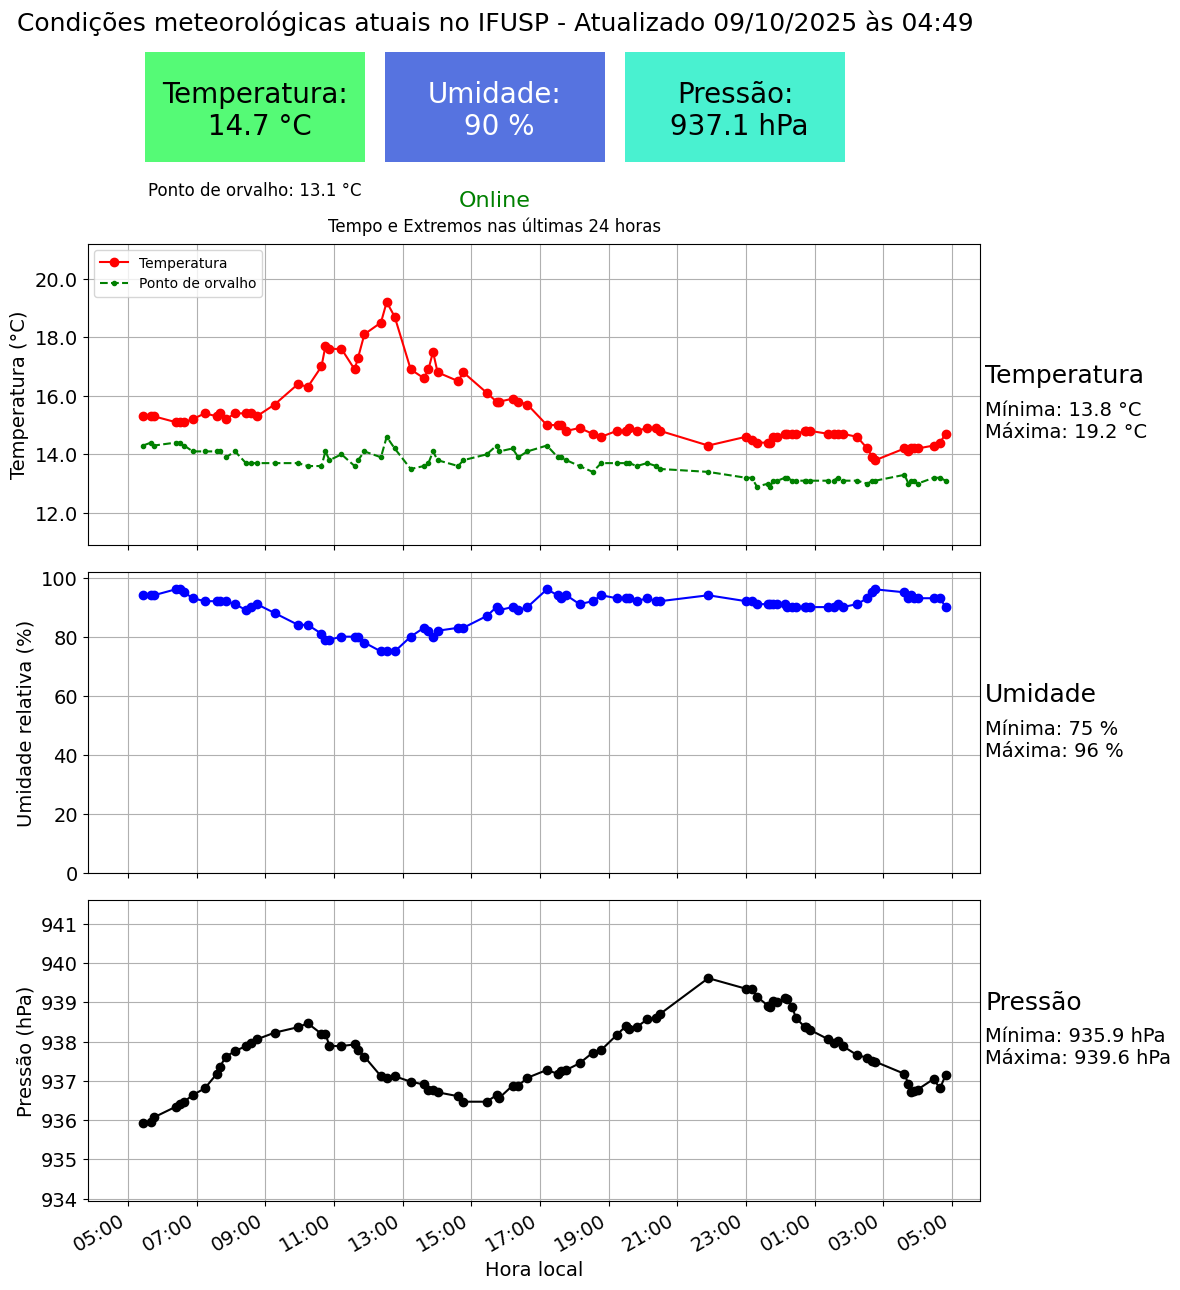 Condições meteorológicas atuais no IFUSP - Atualizado 09/10/2025 às 04:49
Temperatura:
14.7 °C
Umidade:
90 %
Pressão:
937.1 hPa
Ponto de orvalho: 13.1 °C
Online
Tempo e Extremos nas últimas 24 horas
Temperatura
Ponto de orvalho
Temperatura (°C)
20.0
18.0
16.0
14.0
12.0
Temperatura
Mínima: 13.8 °C
Máxima: 19.2 °C
Umidade relativa (%)
100
80
60
40
20
0
Umidade
Mínima: 75 %
Máxima: 96 %
Pressão (hPa)
941
940
939
938
937
936
935
934
Pressão
Mínima: 935.9 hPa
Máxima: 939.6 hPa
05:00 07:00 09:00 11:00 13:00 15:00 17:00 19:00 21:00 23:00 01:00 03:00 05:00
Hora local